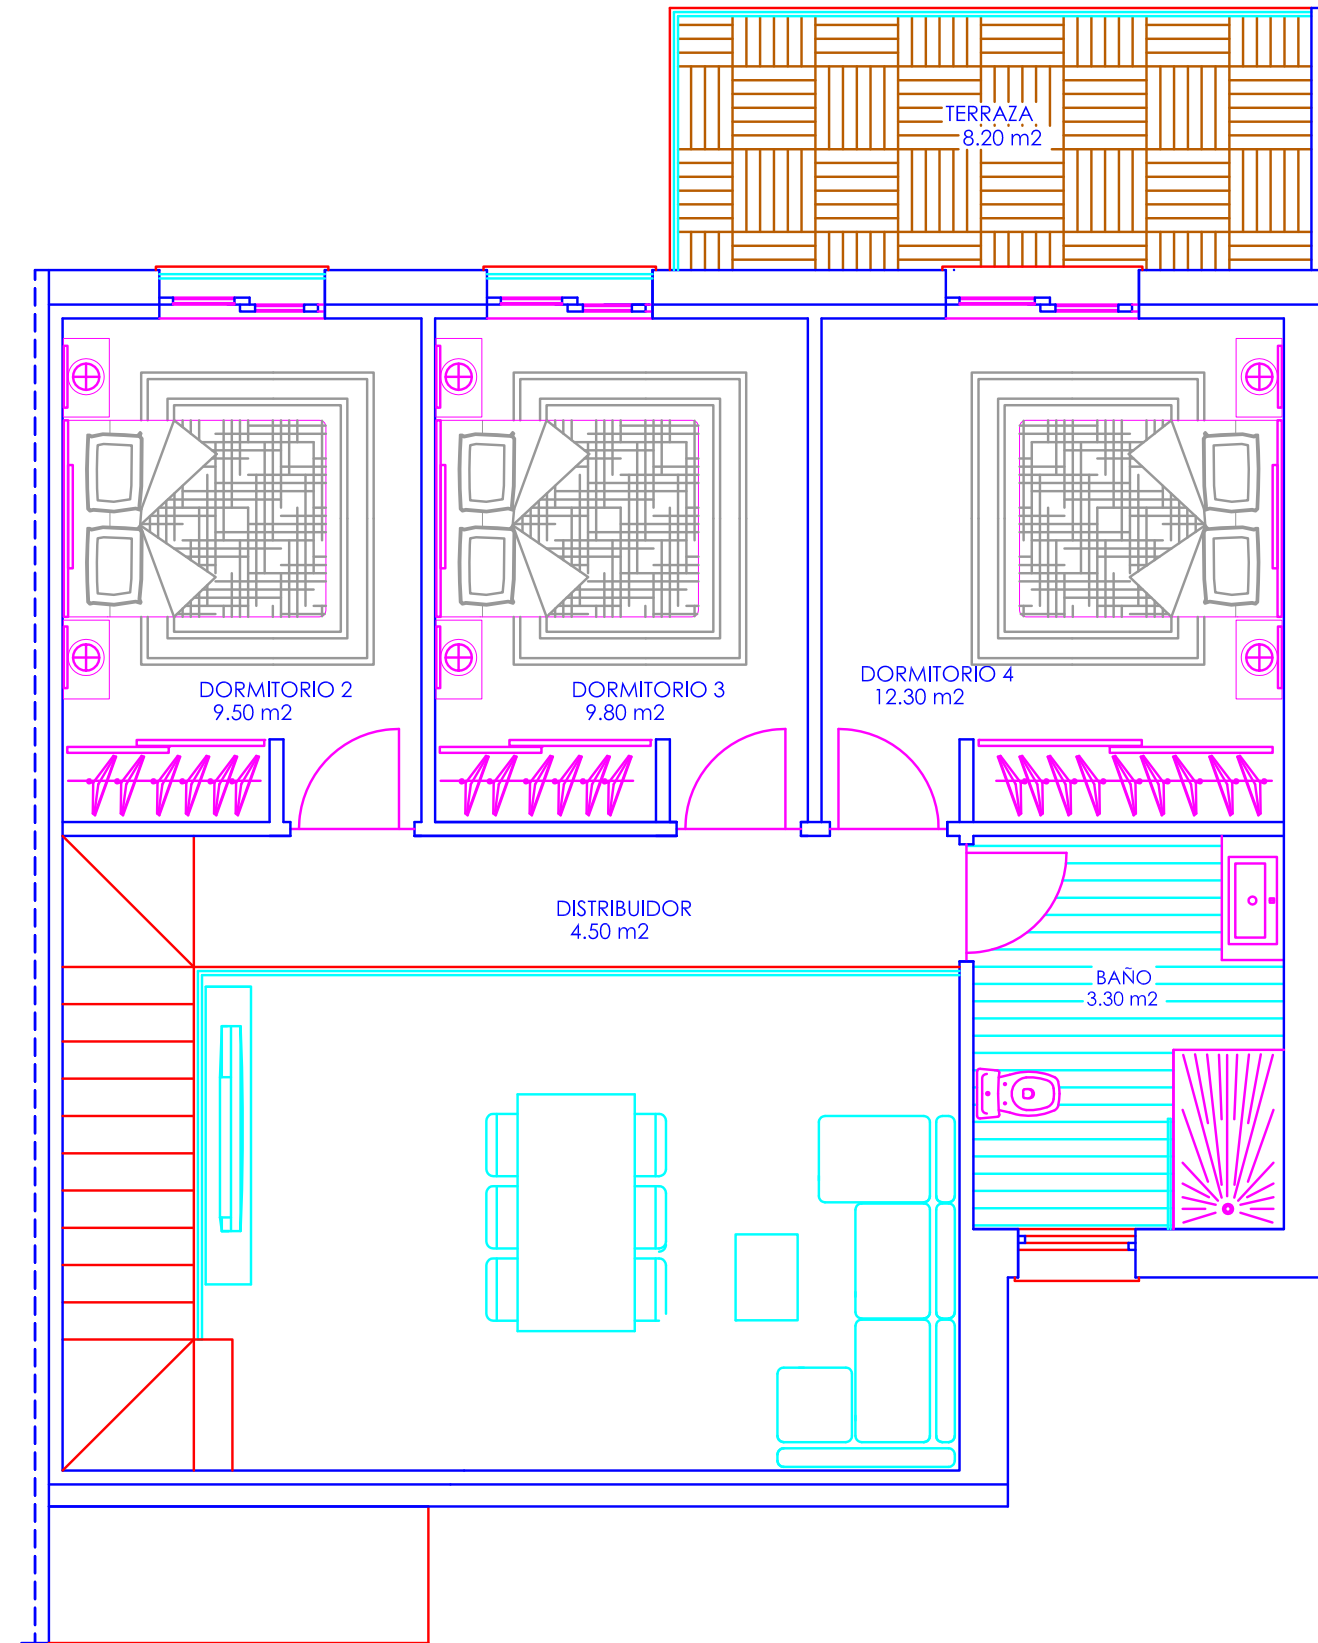 TERRAZA
8.20 m2
DORMITORIO 2
9.50 m2
DORMITORIO 3
9.80 m2
DORMITORIO 4
12.30 m2
DISTRIBUIDOR
4.50 m2
BAÑO
3.30 m2